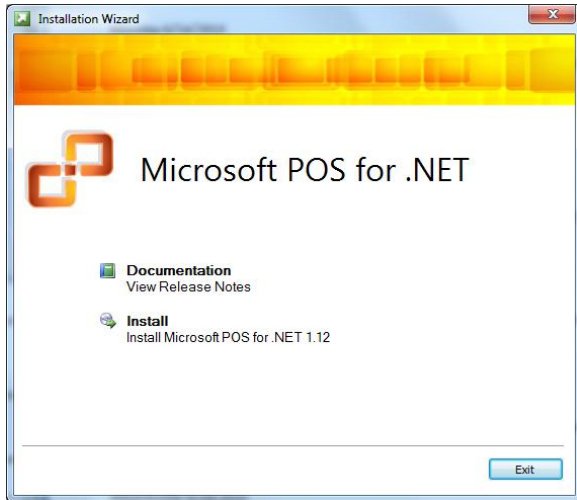 Installation Wizard
Microsoft POS for .NET
Documentation
View Release Notes
Install
Install Microsoft POS for .NET 1.12
Exit